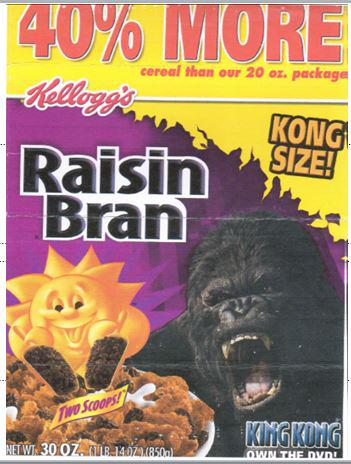 40% MORE
cereal than our 20 oz. package
Kellogg's
KONG
SIZE!
Raisin
Bran
TWO SCOOPS!
KING KONG
OWN THE DVD!
NET WT. 30 OZ. (1 LB. 14 OZ.) (850g)